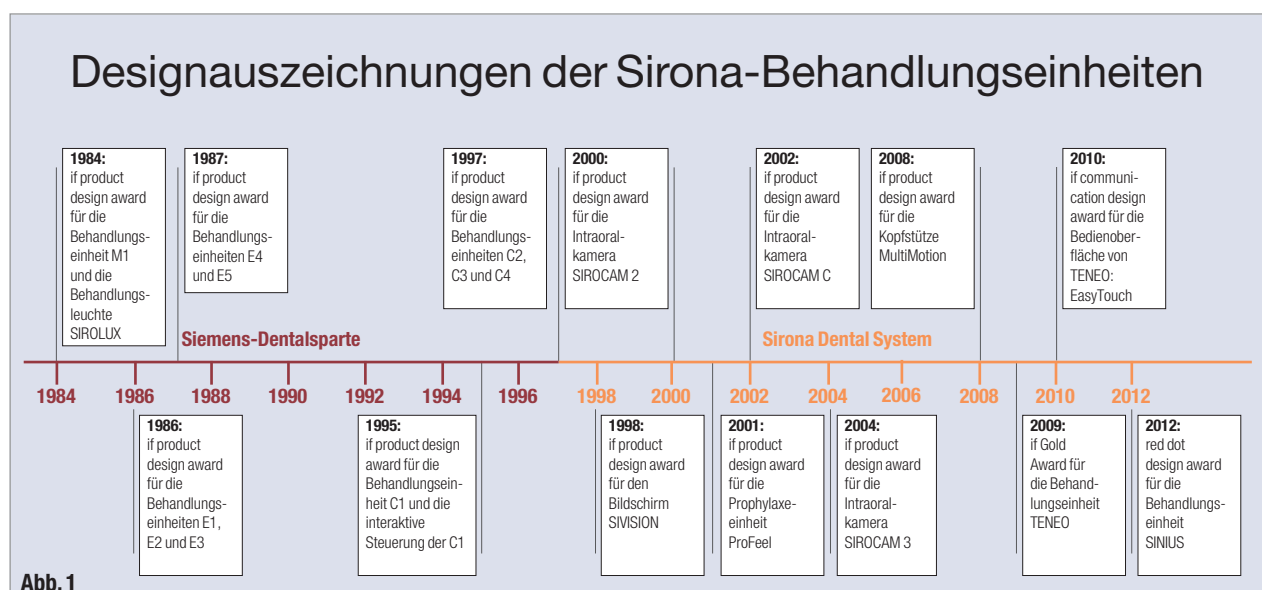 Designauszeichnungen der Sirona-Behandlungseinheiten
1984:
if product
design award
für die
Behandlungs-
einheit M1
und die
Behandlungs-
leuchte
SIROLUX
1987:
if product
design award
für die
Behandlungs-
einheiten E4
und E5
1997:
if product
design award
für die
Behandlungs-
einheiten C2,
C3 und C4
2000:
if product
design award
für die
Intraoral-
kamera
SIROCAM 2
2002:
if product
design award
für die
Intraoral-
kamera
SIROCAM C
2008:
if product
design award
für die
Kopfstütze
MultiMotion
2010:
if communi-
cation design
award für die
Bedienober-
fläche von
TENEO:
EasyTouch
Siemens-Dentalsparte
Sirona Dental System
1984 1986 1988 1990 1992 1994 1996 1998 2000 2002 2004 2006 2008 2010 2012
1986:
if product
design award
für die
Behandlungs-
einheiten E1,
E2 und E3
1995:
if product design
award für die
Behandlungsein-
heit C1 und die
interaktive
Steuerung der C1
1998:
if product
design award
für den
Bildschirm
SIVISION
2001:
if product
design award
für die
Prophylaxe-
einheit
ProFeel
2004:
if product
design award
für die
Intraoral-
kamera
SIROCAM 3
2009:
if Gold
Award für
die Behand-
lungseinheit
TENEO
2012:
red dot
design award
für die
Behandlungs-
einheit
SINIUS
Abb. 1